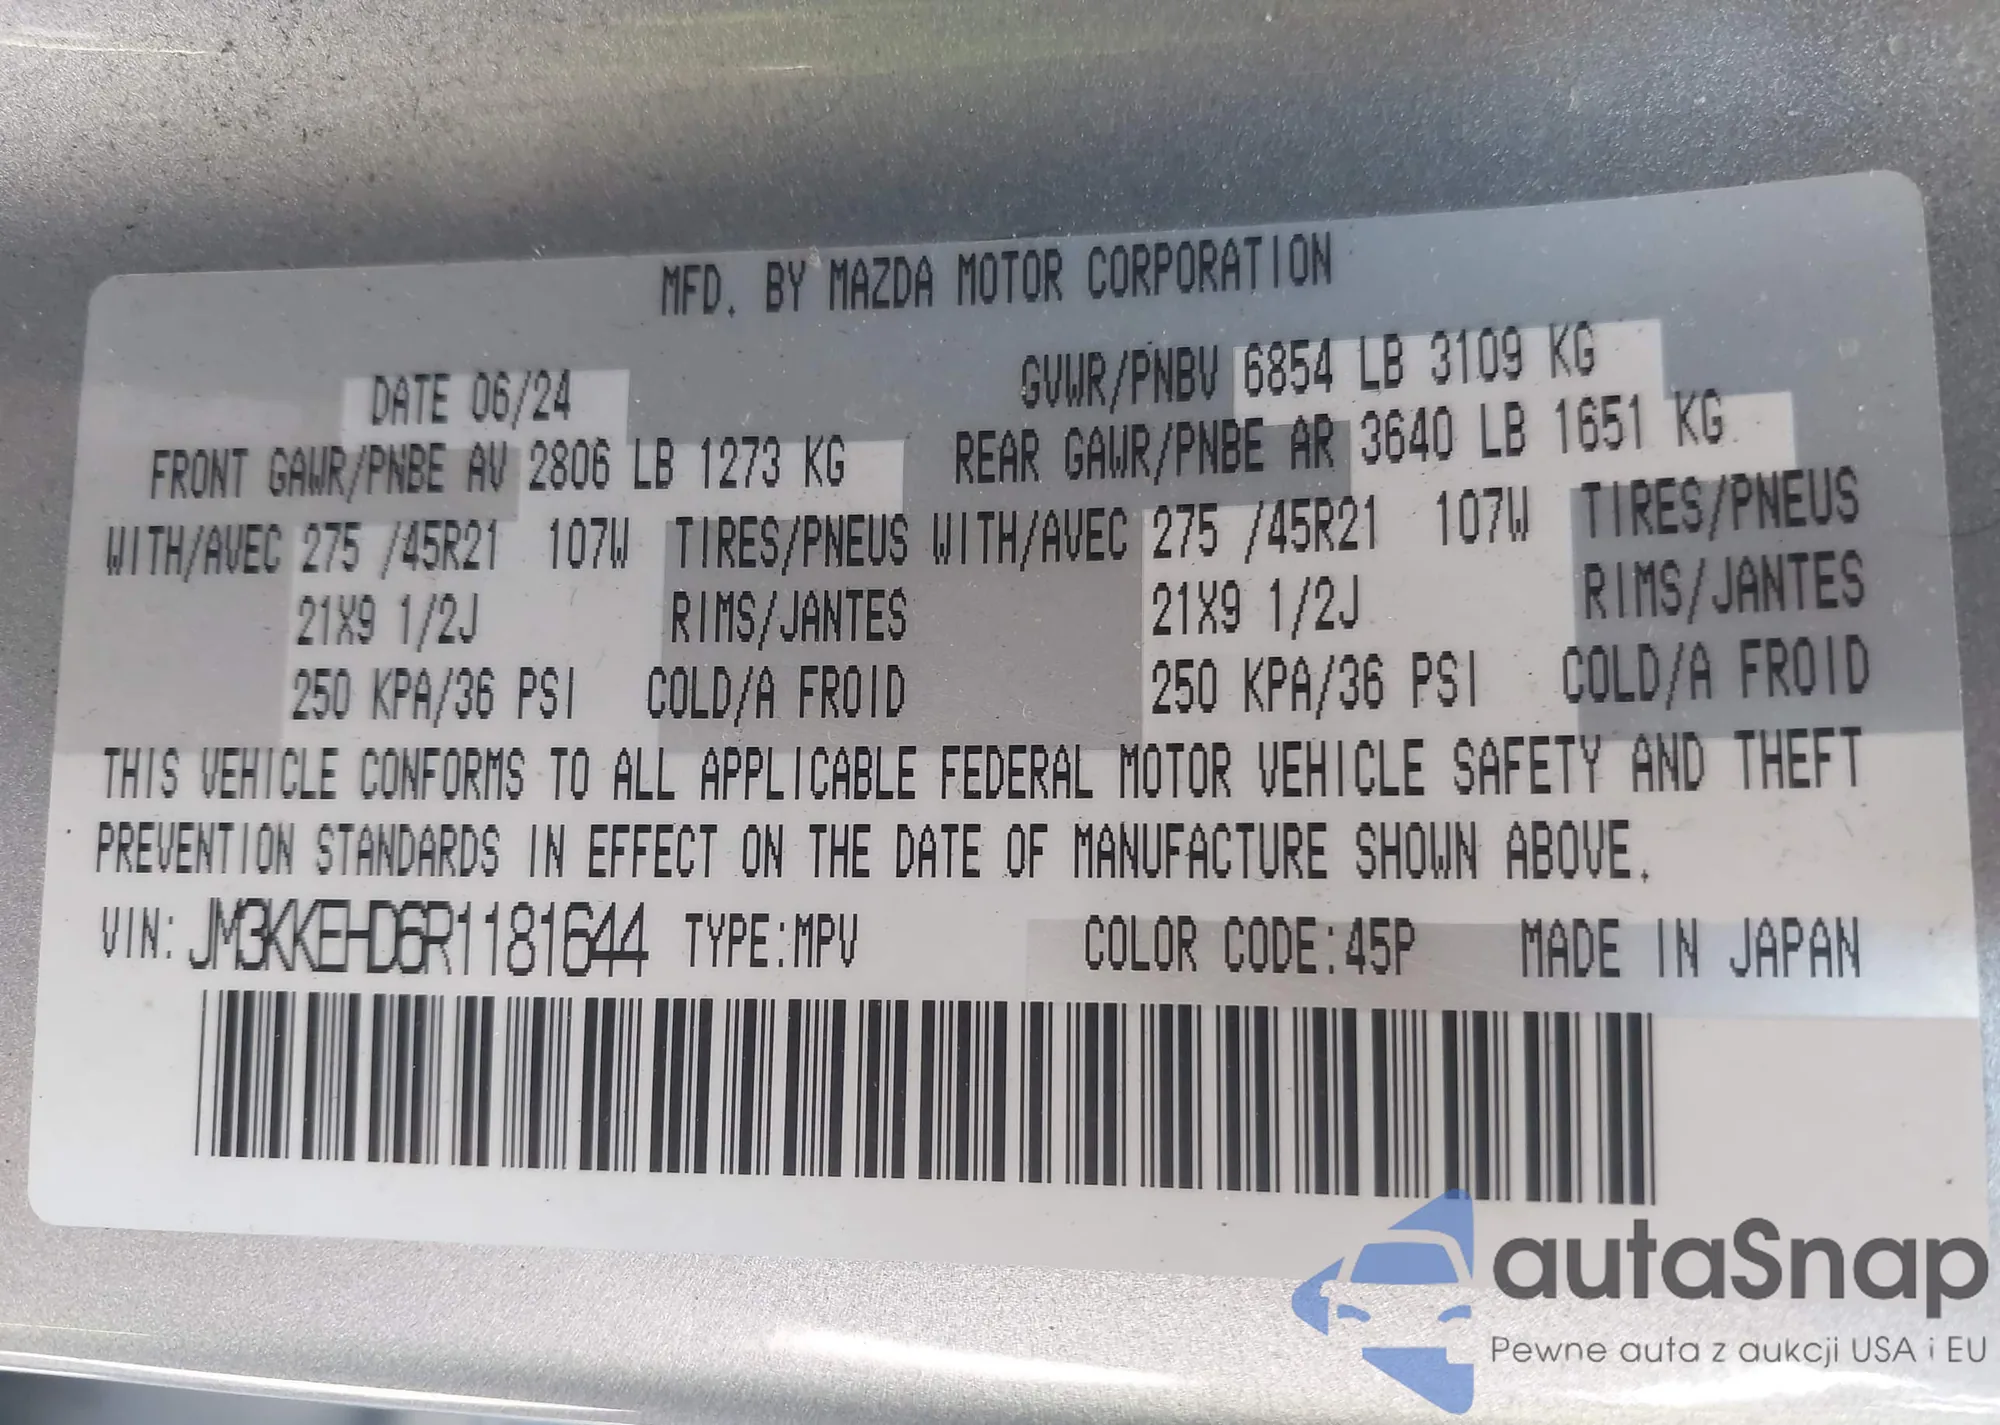 MFD. BY MAZDA MOTOR CORPORATION
DATE 06/24 GVWR/PNBV 6854 LB 3109 KG
FRONT GAWR/PNBE AV 2806 LB 1273 KG REAR GAWR/PNBE AR 3640 LB 1651 KG
WITH/AVEC 275 /45R21 107W TIRES/PNEUS WITH/AVEC 275 /45R21 107W TIRES/PNEUS
21X9 1/2J RIMS/JANTES 21X9 1/2J RIMS/JANTES
250 KPA/36 PSI COLD/A FROID 250 KPA/36 PSI COLD/A FROID
THIS VEHICLE CONFORMS TO ALL APPLICABLE FEDERAL MOTOR VEHICLE SAFETY AND THEFT
PREVENTION STANDARDS IN EFFECT ON THE DATE OF MANUFACTURE SHOWN ABOVE.
VIN: JM3KKEHD6R1181644 TYPE:MPV COLOR CODE:45P MADE IN JAPAN
autaSnap
Pewne auta z aukcji USA i EU